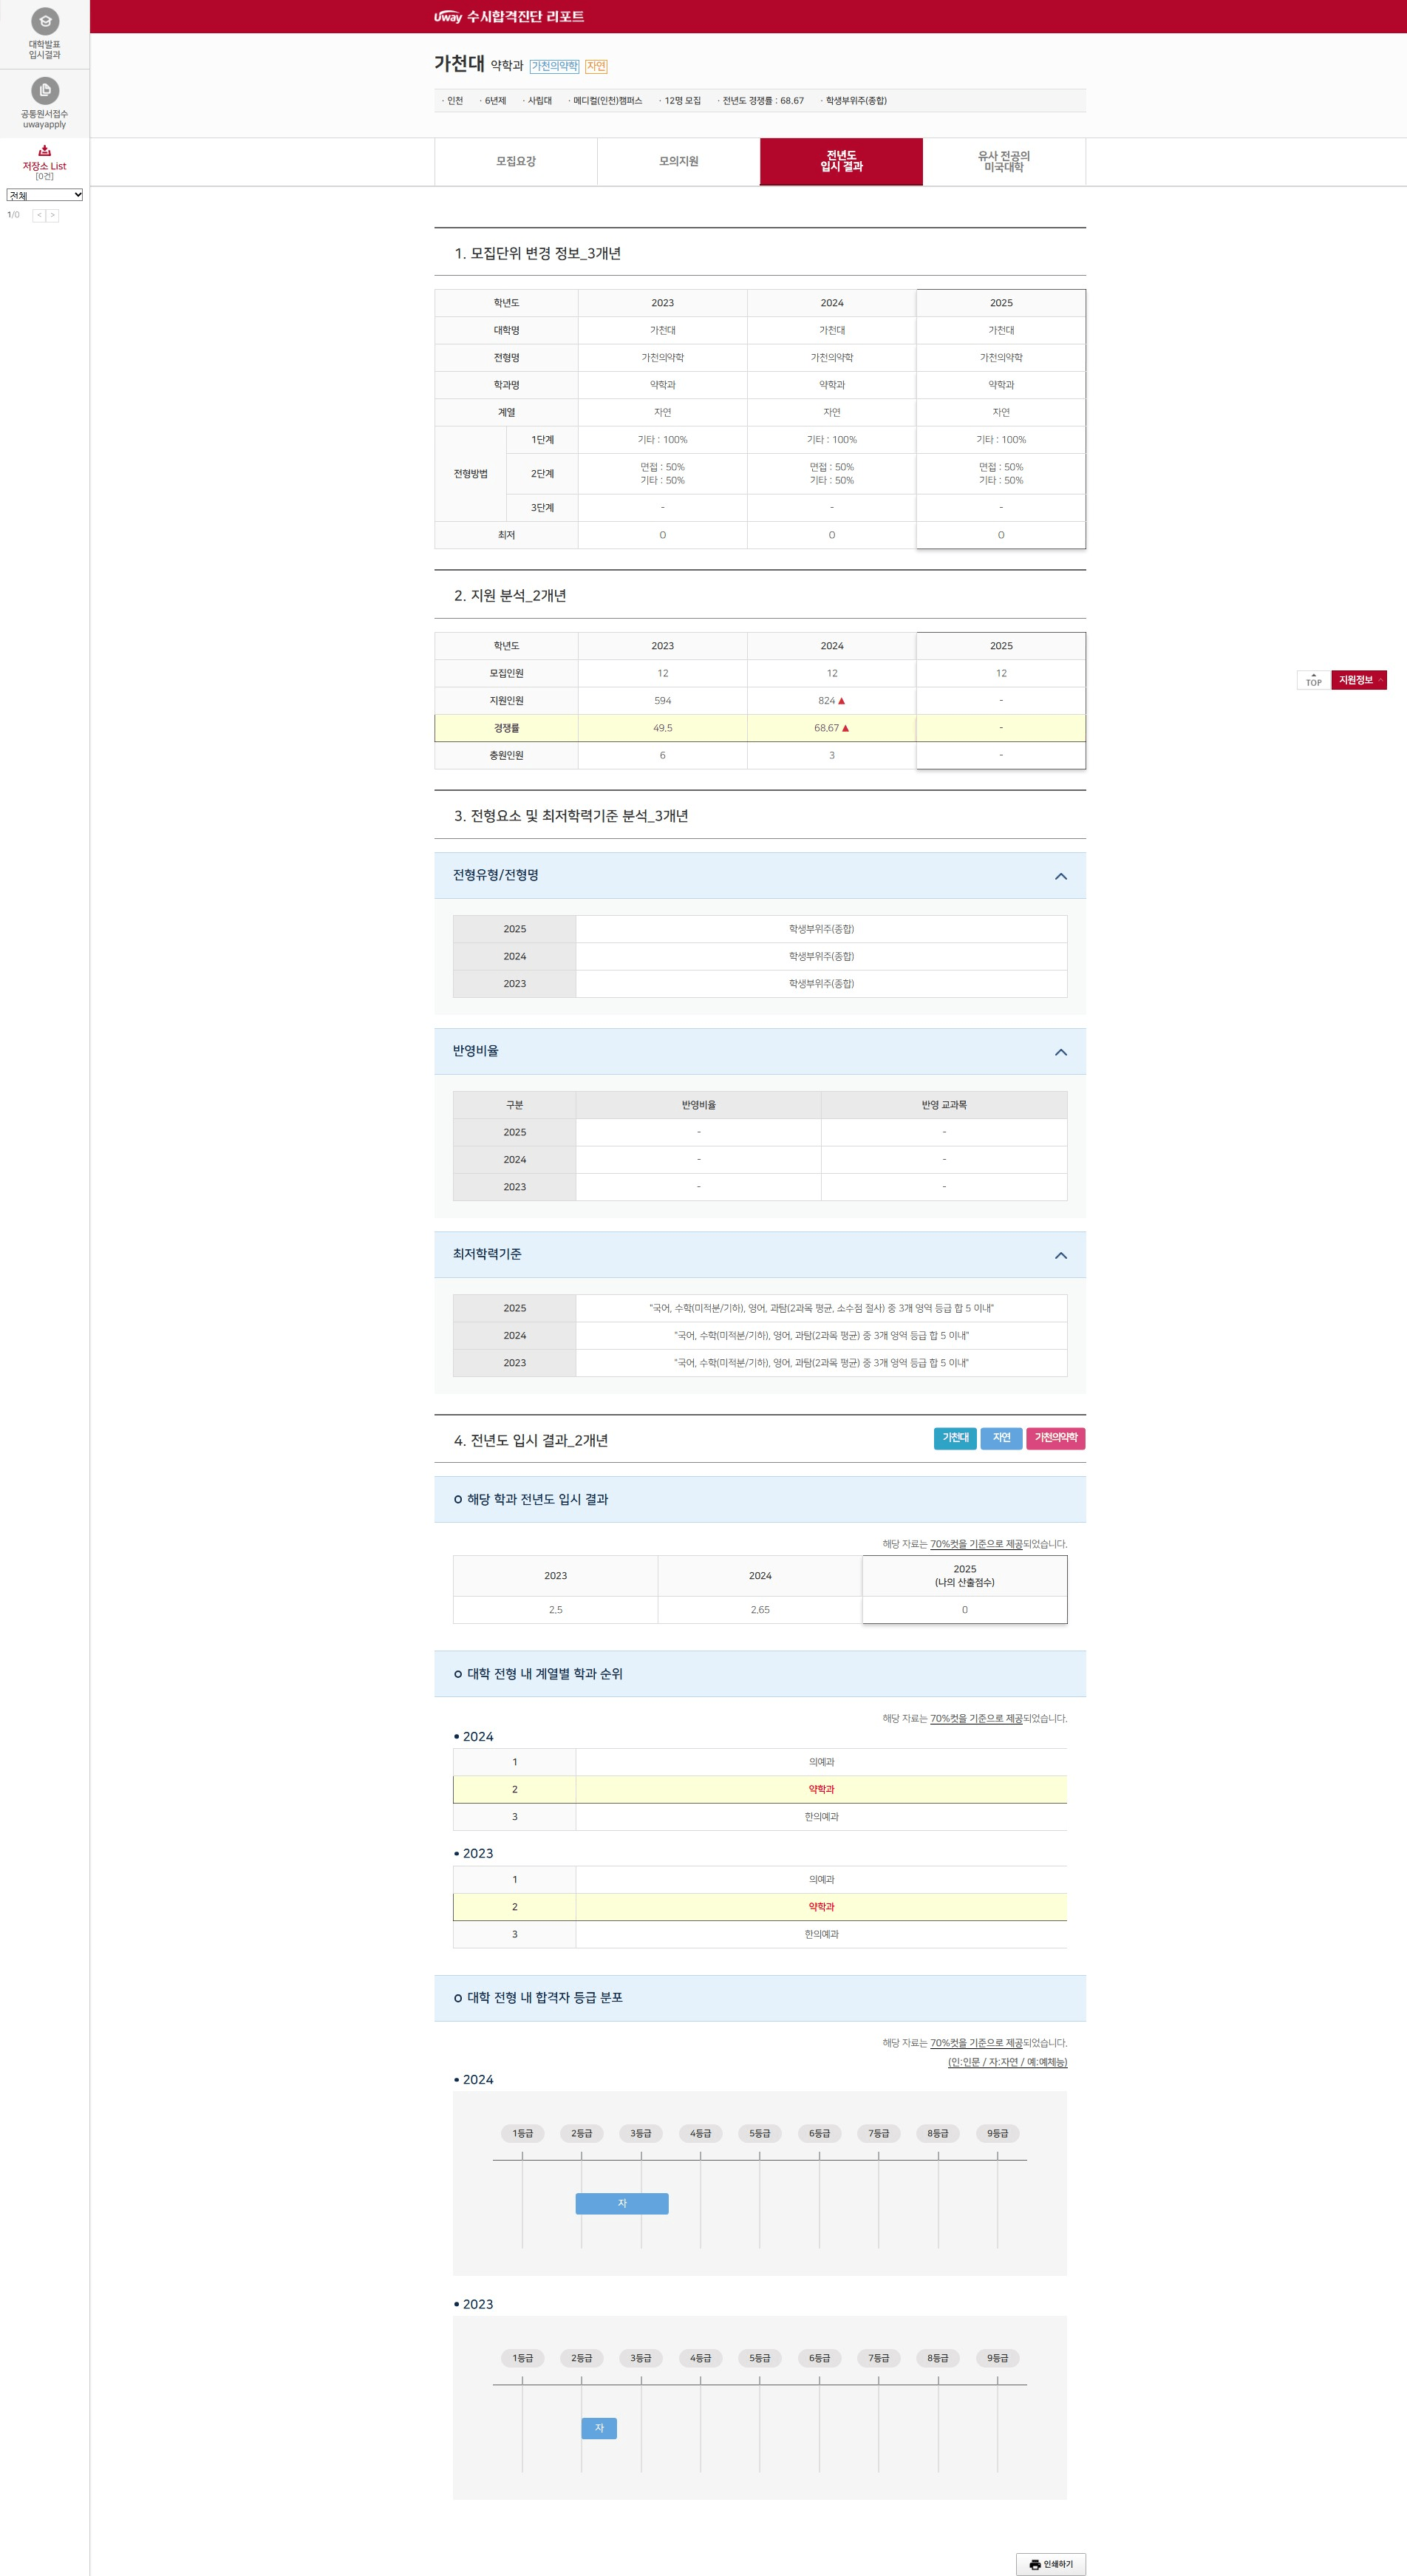 대학발표
입시결과
공통원서접수
uwayapply
저장소 List
[0건]
전체
1/0 < >
Uway 수시합격진단 리포트
가천대 약학과 가천의약학 자연
· 인천 · 6년제 · 사립대 · 메디컬(인천)캠퍼스 · 12명 모집 · 전년도 경쟁률 : 68.67 · 학생부위주(종합)
모집요강 모의지원 전년도 입시 결과 유사 전공의 미국대학
1. 모집단위 변경 정보_3개년
학년도 2023 2024 2025
대학명 가천대 가천대 가천대
전형명 가천의약학 가천의약학 가천의약학
학과명 약학과 약학과 약학과
계열 자연 자연 자연
전형방법 1단계 기타 : 100% 기타 : 100% 기타 : 100%
2단계 면접 : 50% 기타 : 50% 면접 : 50% 기타 : 50% 면접 : 50% 기타 : 50%
3단계 - - -
최저 O O O
2. 지원 분석_2개년
학년도 2023 2024 2025
모집인원 12 12 12
지원인원 594 824 ▲ -
경쟁률 49.5 68.67 ▲ -
충원인원 6 3 -
TOP 지원정보
3. 전형요소 및 최저학력기준 분석_3개년
전형유형/전형명
2025 학생부위주(종합)
2024 학생부위주(종합)
2023 학생부위주(종합)
반영비율
구분 반영비율 반영 교과목
2025 - -
2024 - -
2023 - -
최저학력기준
2025 "국어, 수학(미적분/기하), 영어, 과탐(2과목 평균, 소수점 절사) 중 3개 영역 등급 합 5 이내"
2024 "국어, 수학(미적분/기하), 영어, 과탐(2과목 평균) 중 3개 영역 등급 합 5 이내"
2023 "국어, 수학(미적분/기하), 영어, 과탐(2과목 평균) 중 3개 영역 등급 합 5 이내"
4. 전년도 입시 결과_2개년 가천대 자연 가천의약학
해당 학과 전년도 입시 결과
해당 자료는 70%컷을 기준으로 제공되었습니다.
2023 2024 2025 (나의 산출점수)
2.5 2.65 0
대학 전형 내 계열별 학과 순위
해당 자료는 70%컷을 기준으로 제공되었습니다.
• 2024
1 의예과
2 약학과
3 한의예과
• 2023
1 의예과
2 약학과
3 한의예과
대학 전형 내 합격자 등급 분포
해당 자료는 70%컷을 기준으로 제공되었습니다.
(인:인문 / 자:자연 / 예:예체능)
• 2024
1등급 2등급 3등급 4등급 5등급 6등급 7등급 8등급 9등급
자
• 2023
1등급 2등급 3등급 4등급 5등급 6등급 7등급 8등급 9등급
자
인쇄하기